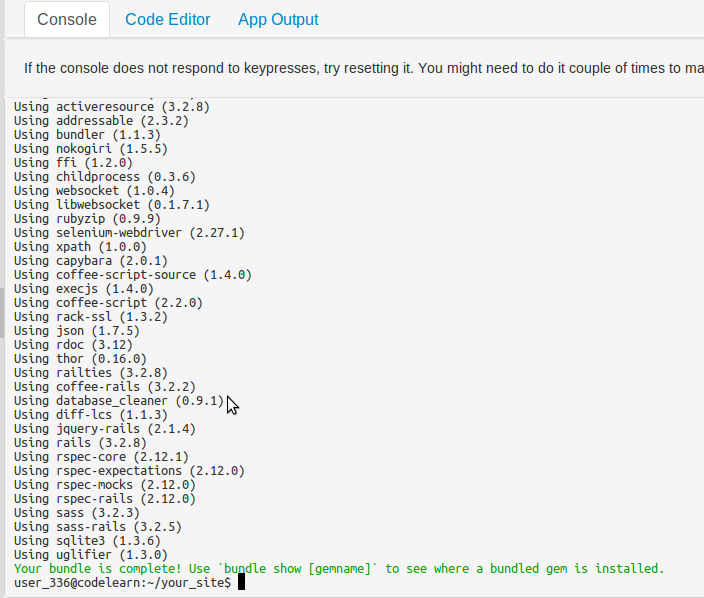 Console Code Editor App Output
If the console does not respond to keypresses, try resetting it. You might need to do it couple of times to ma
Using activeresource (3.2.8)
Using addressable (2.3.2)
Using bundler (1.1.3)
Using nokogiri (1.5.5)
Using ffi (1.2.0)
Using childprocess (0.3.6)
Using websocket (1.0.4)
Using libwebsocket (0.1.7.1)
Using rubyzip (0.9.9)
Using selenium-webdriver (2.27.1)
Using xpath (1.0.0)
Using capybara (2.0.1)
Using coffee-script-source (1.4.0)
Using execjs (1.4.0)
Using coffee-script (2.2.0)
Using rack-ssl (1.3.2)
Using json (1.7.5)
Using rdoc (3.12)
Using thor (0.16.0)
Using railties (3.2.8)
Using coffee-rails (3.2.2)
Using database_cleaner (0.9.1)
Using diff-lcs (1.1.3)
Using jquery-rails (2.1.4)
Using rails (3.2.8)
Using rspec-core (2.12.1)
Using rspec-expectations (2.12.0)
Using rspec-mocks (2.12.0)
Using rspec-rails (2.12.0)
Using sass (3.2.3)
Using sass-rails (3.2.5)
Using sqlite3 (1.3.6)
Using uglifier (1.3.0)
Your bundle is complete! Use `bundle show [gemname]` to see where a bundled gem is installed.
user_336@codelearn:~/your_site$